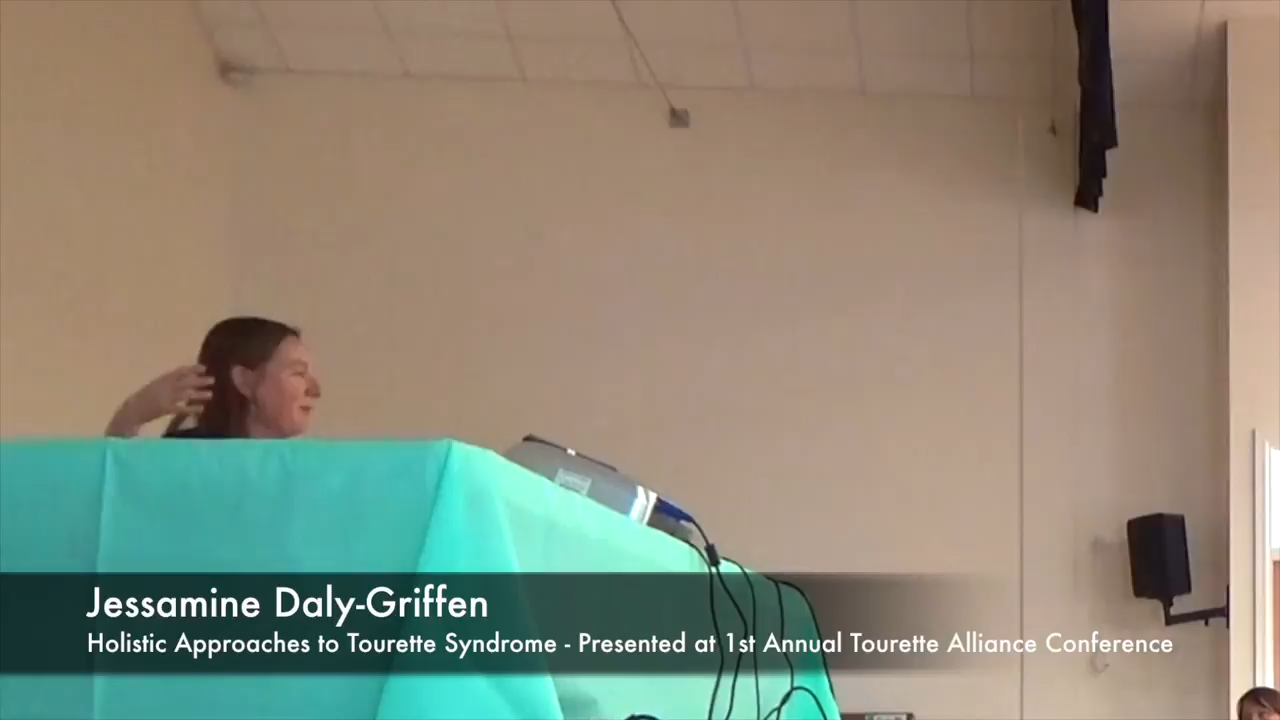 Jessamine Daly-Griffen
Holistic Approaches to Tourette Syndrome - Presented at 1st Annual Tourette Alliance Conference